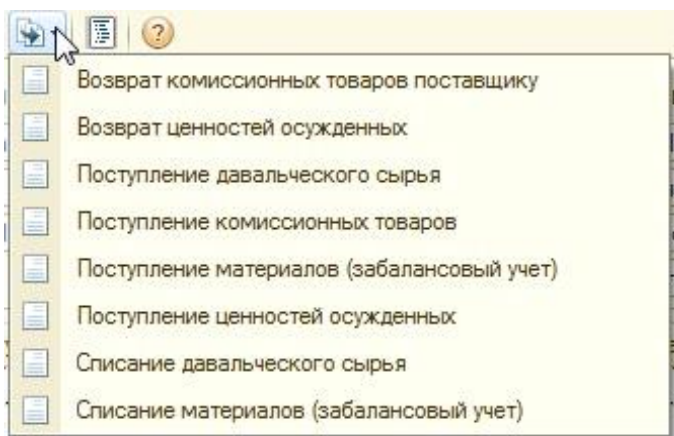 ?
Возврат комиссионных товаров поставщику
Возврат ценностей осужденных
Поступление давальческого сырья
Поступление комиссионных товаров
Поступление материалов (забалансовый учет)
Поступление ценностей осужденных
Списание давальческого сырья
Списание материалов (забалансовый учет)